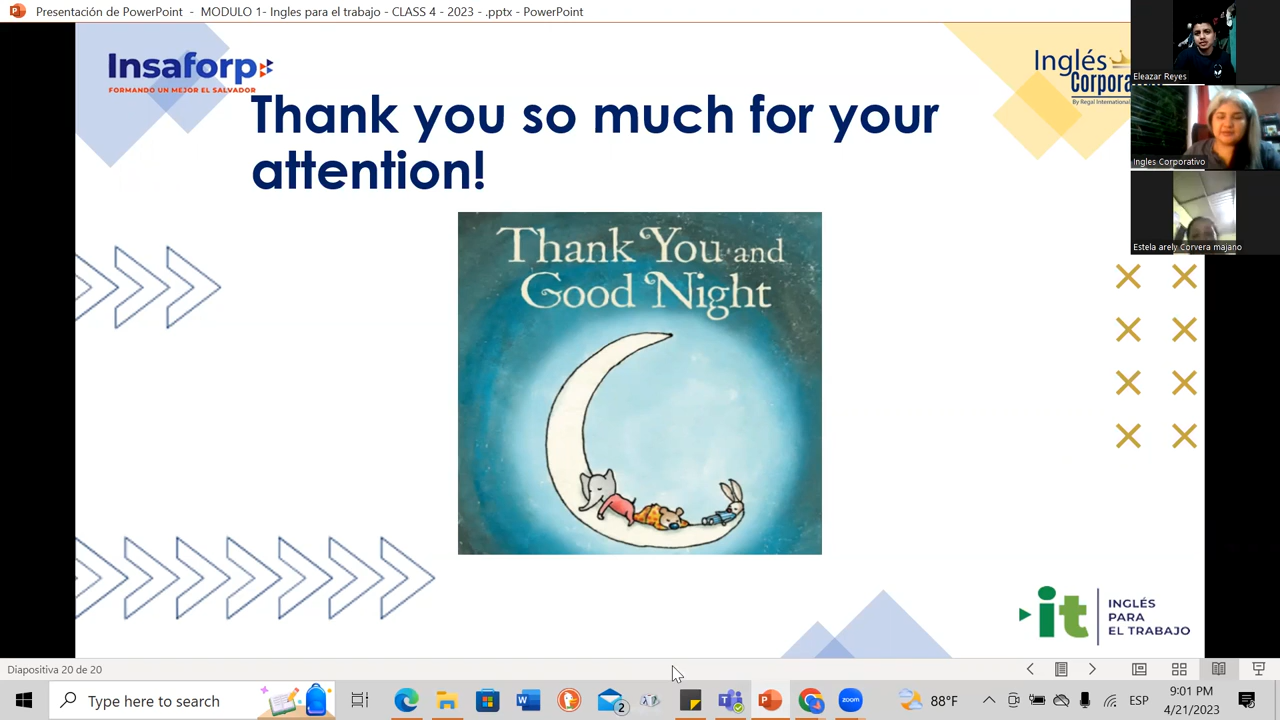 Presentación de PowerPoint - MODULO 1- Ingles para el trabajo - CLASS 4 - 2023 - .pptx - PowerPoint
Insaforp
FORMANDO UN MEJOR EL SALVADOR
Inglés
By Regal International
Thank you so much for your
attention!
Thank You and
Good Night
Eleazar Reyes
Ingles Corporativo
Estela arely Corvera majano
it
INGLÉS
PARA
EL TRABAJO
Diapositiva 20 de 20
Type here to search
2
88°F
ESP
9:01 PM
4/21/2023
zoom